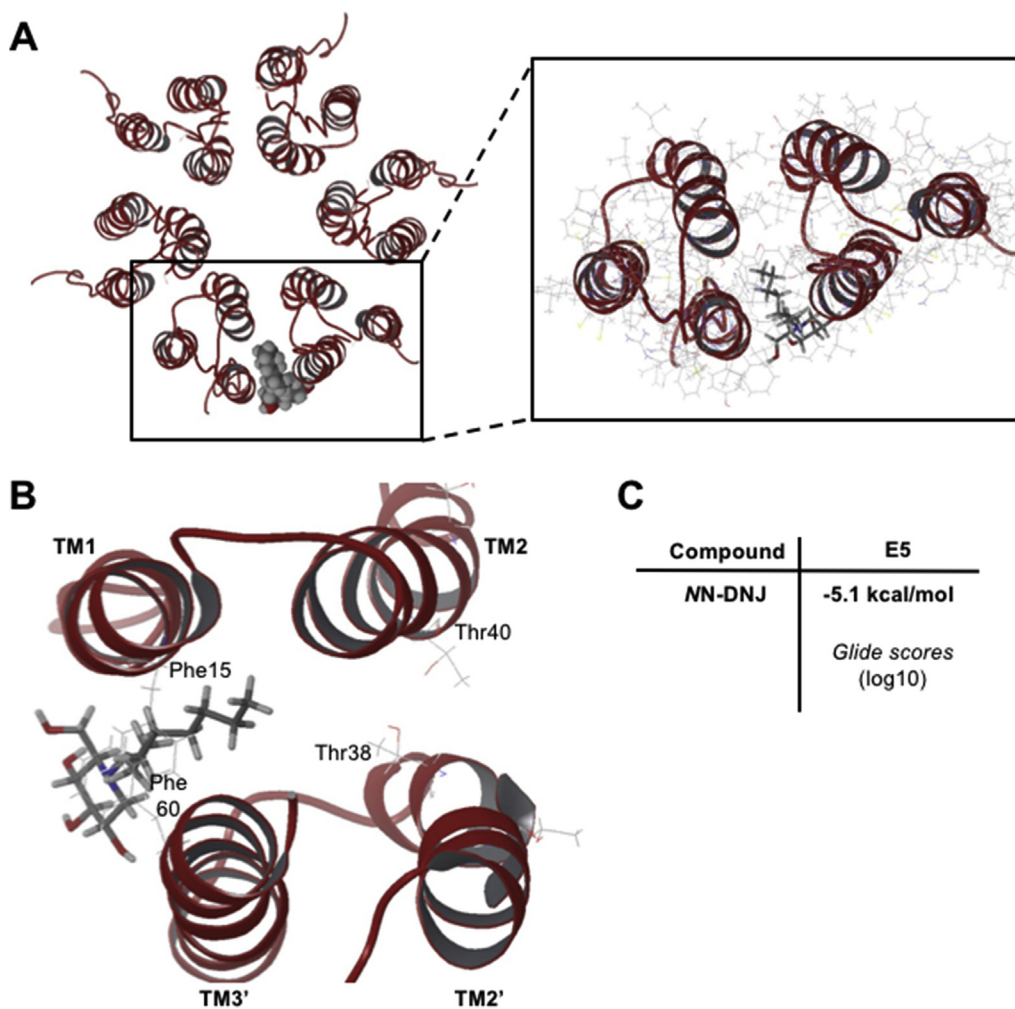 A
B
TM1
TM2
Thr40
Phe15
Thr38
Phe
60
TM3’
TM2’
C
Compound E5
NN-DNJ -5.1 kcal/mol
Glide scores
(log10)